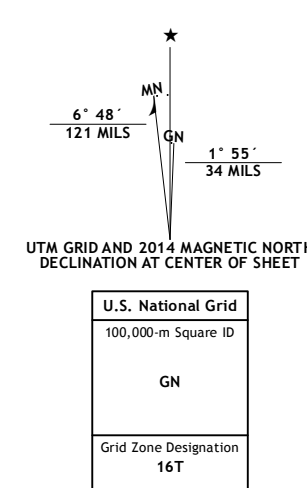 ★
MN
6° 48´
121 MILS
GN
1° 55´
34 MILS
UTM GRID AND 2014 MAGNETIC NORTH
DECLINATION AT CENTER OF SHEET
U.S. National Grid
100,000-m Square ID
GN
Grid Zone Designation
16T